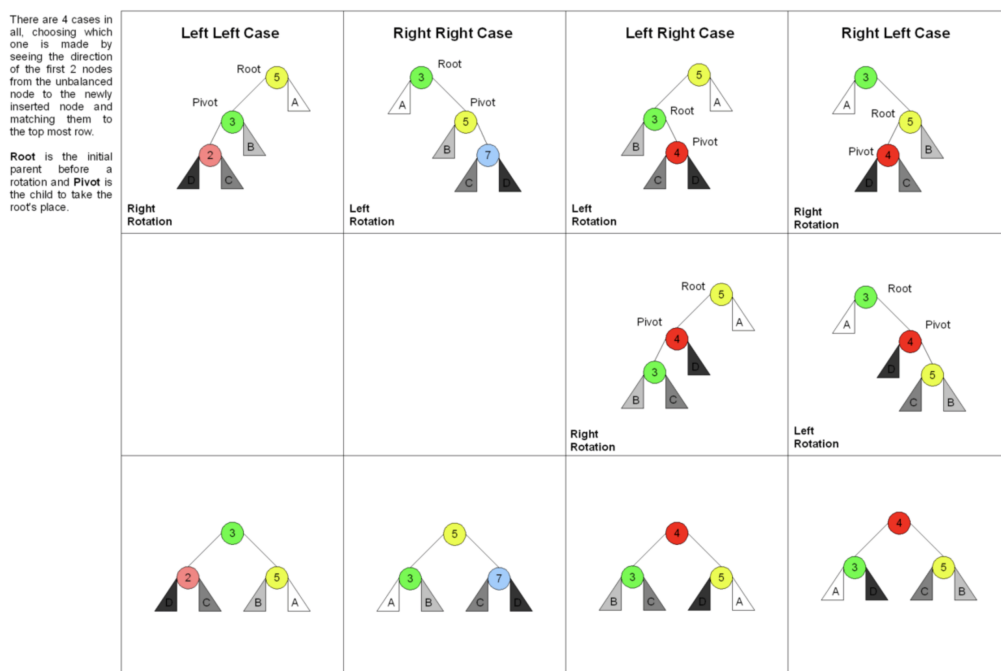 There are 4 cases in
all, choosing which
one is made by
seeing the direction
of the first 2 nodes
from the unbalanced
node to the newly
inserted node and
matching them to
the top most row.
Root is the initial
parent before a
rotation and Pivot is
the child to take the
root's place.
Left Left Case
Root
5
A
Pivot
3
B
2
D
C
Right
Rotation
Right Right Case
Root
3
A
Pivot
5
B
7
C
D
Left
Rotation
Left Right Case
5
A
Root
3
B
Pivot
4
C
D
Left
Rotation
Right Left Case
3
A
Root
5
B
Pivot
4
D
C
Right
Rotation
Root
5
A
Pivot
4
D
3
B
C
Right
Rotation
Root
3
A
Pivot
4
D
5
C
B
Left
Rotation
3
2
5
D
C
B
A
5
3
7
A
B
C
D
4
3
5
B
C
D
A
4
3
5
A
D
C
B